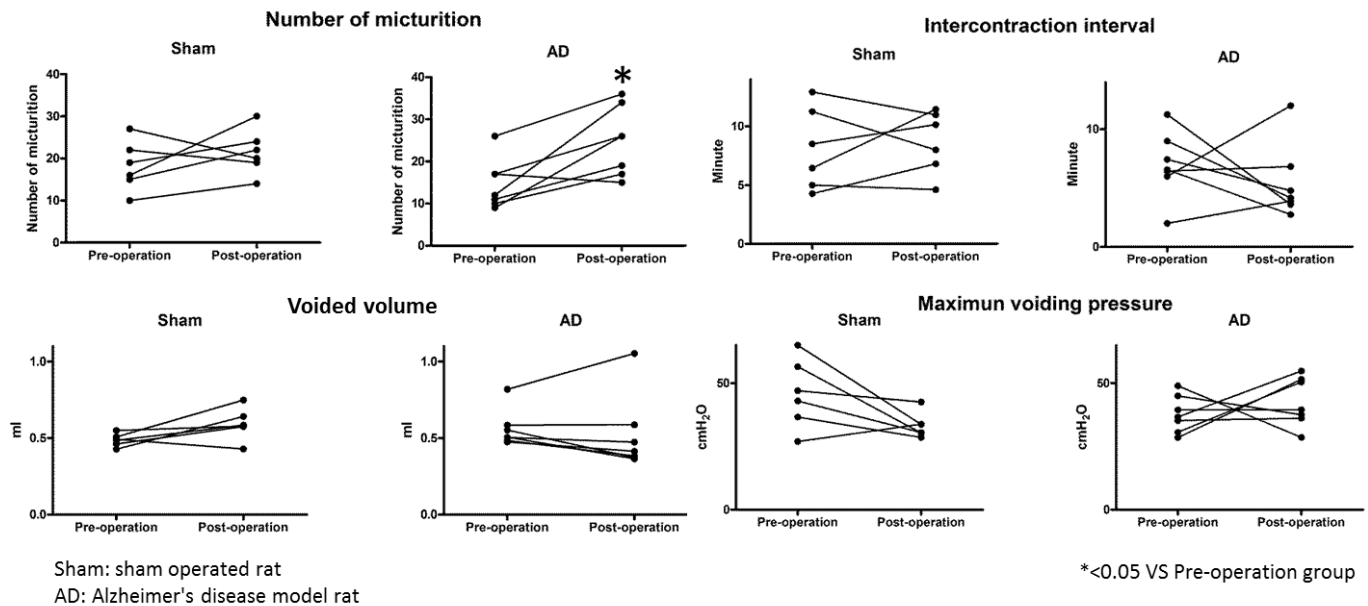 Number of micturition
Sham
Number of micturition
40
30
20
10
0
Pre-operation Post-operation
AD
*
Number of micturition
40
30
20
10
0
Pre-operation Post-operation
Intercontraction interval
Sham
Minute
10
5
0
Pre-operation Post-operation
AD
Minute
10
0
Pre-operation Post-operation
Voided volume
Sham
ml
1.0
0.5
0.0
Pre-operation Post-operation
AD
ml
1.0
0.5
0.0
Pre-operation Post-operation
Maximun voiding pressure
Sham
cmH₂O
50
0
Pre-operation Post-operation
AD
cmH₂O
50
0
Pre-operation Post-operation
Sham: sham operated rat
AD: Alzheimer's disease model rat
*<0.05 VS Pre-operation group